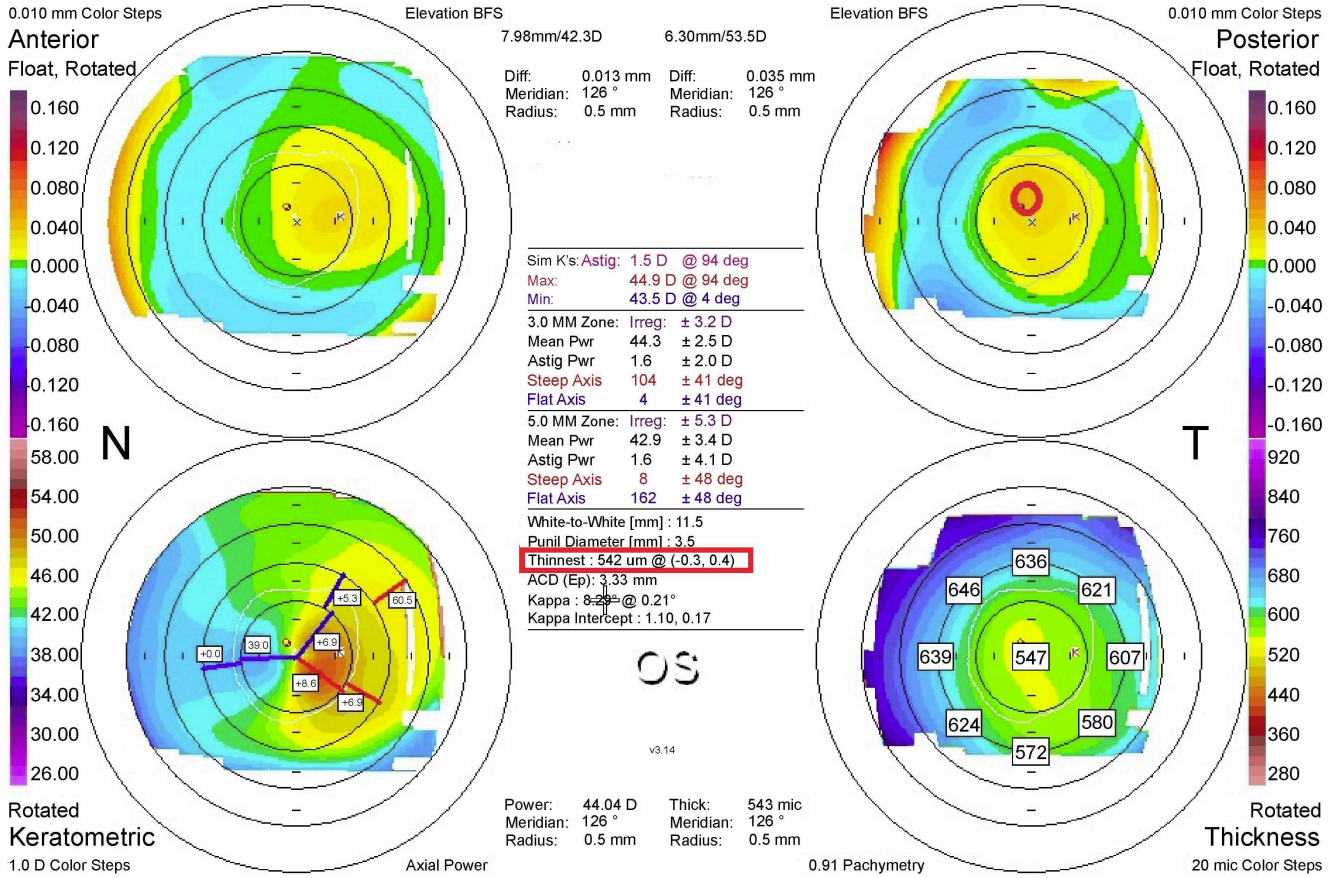 0.010 mm Color Steps
Elevation BFS
Elevation BFS
0.010 mm Color Steps
Anterior
Float, Rotated
7.98mm/42.3D
6.30mm/53.5D
Posterior
Float, Rotated
Diff: 0.013 mm
Meridian: 126 °
Radius: 0.5 mm
Diff: 0.035 mm
Meridian: 126 °
Radius: 0.5 mm
0.160
0.120
0.080
0.040
0.000
-0.040
-0.080
-0.120
-0.160
0.160
0.120
0.080
0.040
0.000
-0.040
-0.080
-0.120
-0.160
K
K
N
T
Sim K's: Astig: 1.5 D @ 94 deg
Max: 44.9 D @ 94 deg
Min: 43.5 D @ 4 deg
3.0 MM Zone: Irreg: ± 3.2 D
Mean Pwr 44.3 ± 2.5 D
Astig Pwr 1.6 ± 2.0 D
Steep Axis 104 ± 41 deg
Flat Axis 4 ± 41 deg
5.0 MM Zone: Irreg: ± 5.3 D
Mean Pwr 42.9 ± 3.4 D
Astig Pwr 1.6 ± 4.1 D
Steep Axis 8 ± 48 deg
Flat Axis 162 ± 48 deg
White-to-White [mm] : 11.5
Pupil Diameter [mm] : 3.5
Thinnest : 542 um @ (-0.3, 0.4)
ACD (Ep): 3.33 mm
Kappa : 8.29° @ 0.21°
Kappa Intercept : 1.10, 0.17
OS
v3.14
58.00
54.00
50.00
46.00
42.00
38.00
34.00
30.00
26.00
+5.3
60.5
+0.0
39.0
+6.9
K
+8.6
+6.9
636
646
621
639
547
K
607
624
580
572
920
840
760
680
600
520
440
360
280
Power: 44.04 D
Meridian: 126 °
Radius: 0.5 mm
Thick: 543 mic
Meridian: 126 °
Radius: 0.5 mm
Rotated
Keratometric
1.0 D Color Steps
Axial Power
0.91 Pachymetry
Rotated
Thickness
20 mic Color Steps